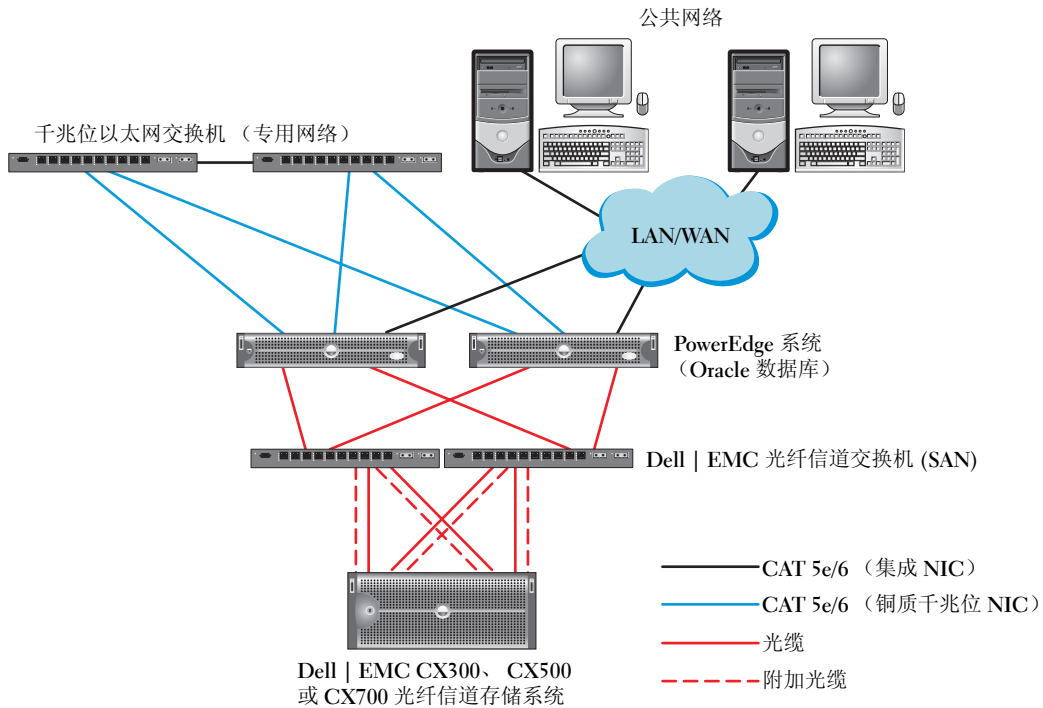 公共网络
千兆位以太网交换机 （专用网络）
LAN/WAN
PowerEdge 系统
（Oracle 数据库）
Dell | EMC 光纤信道交换机 (SAN)
CAT 5e/6 （集成 NIC）
CAT 5e/6 （铜质千兆位 NIC）
光缆
附加光缆
Dell | EMC CX300、 CX500
或 CX700 光纤信道存储系统